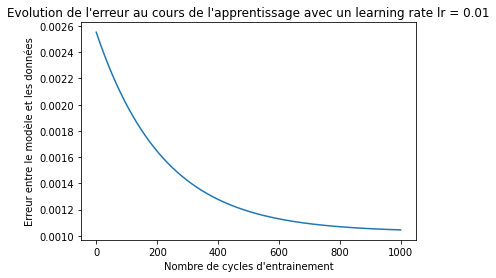 Evolution de l'erreur au cours de l'apprentissage avec un learning rate lr = 0.01
0.0026
0.0024
0.0022
0.0020
0.0018
0.0016
0.0014
0.0012
0.0010
Erreur entre le modèle et les données
0 200 400 600 800 1000
Nombre de cycles d'entrainement